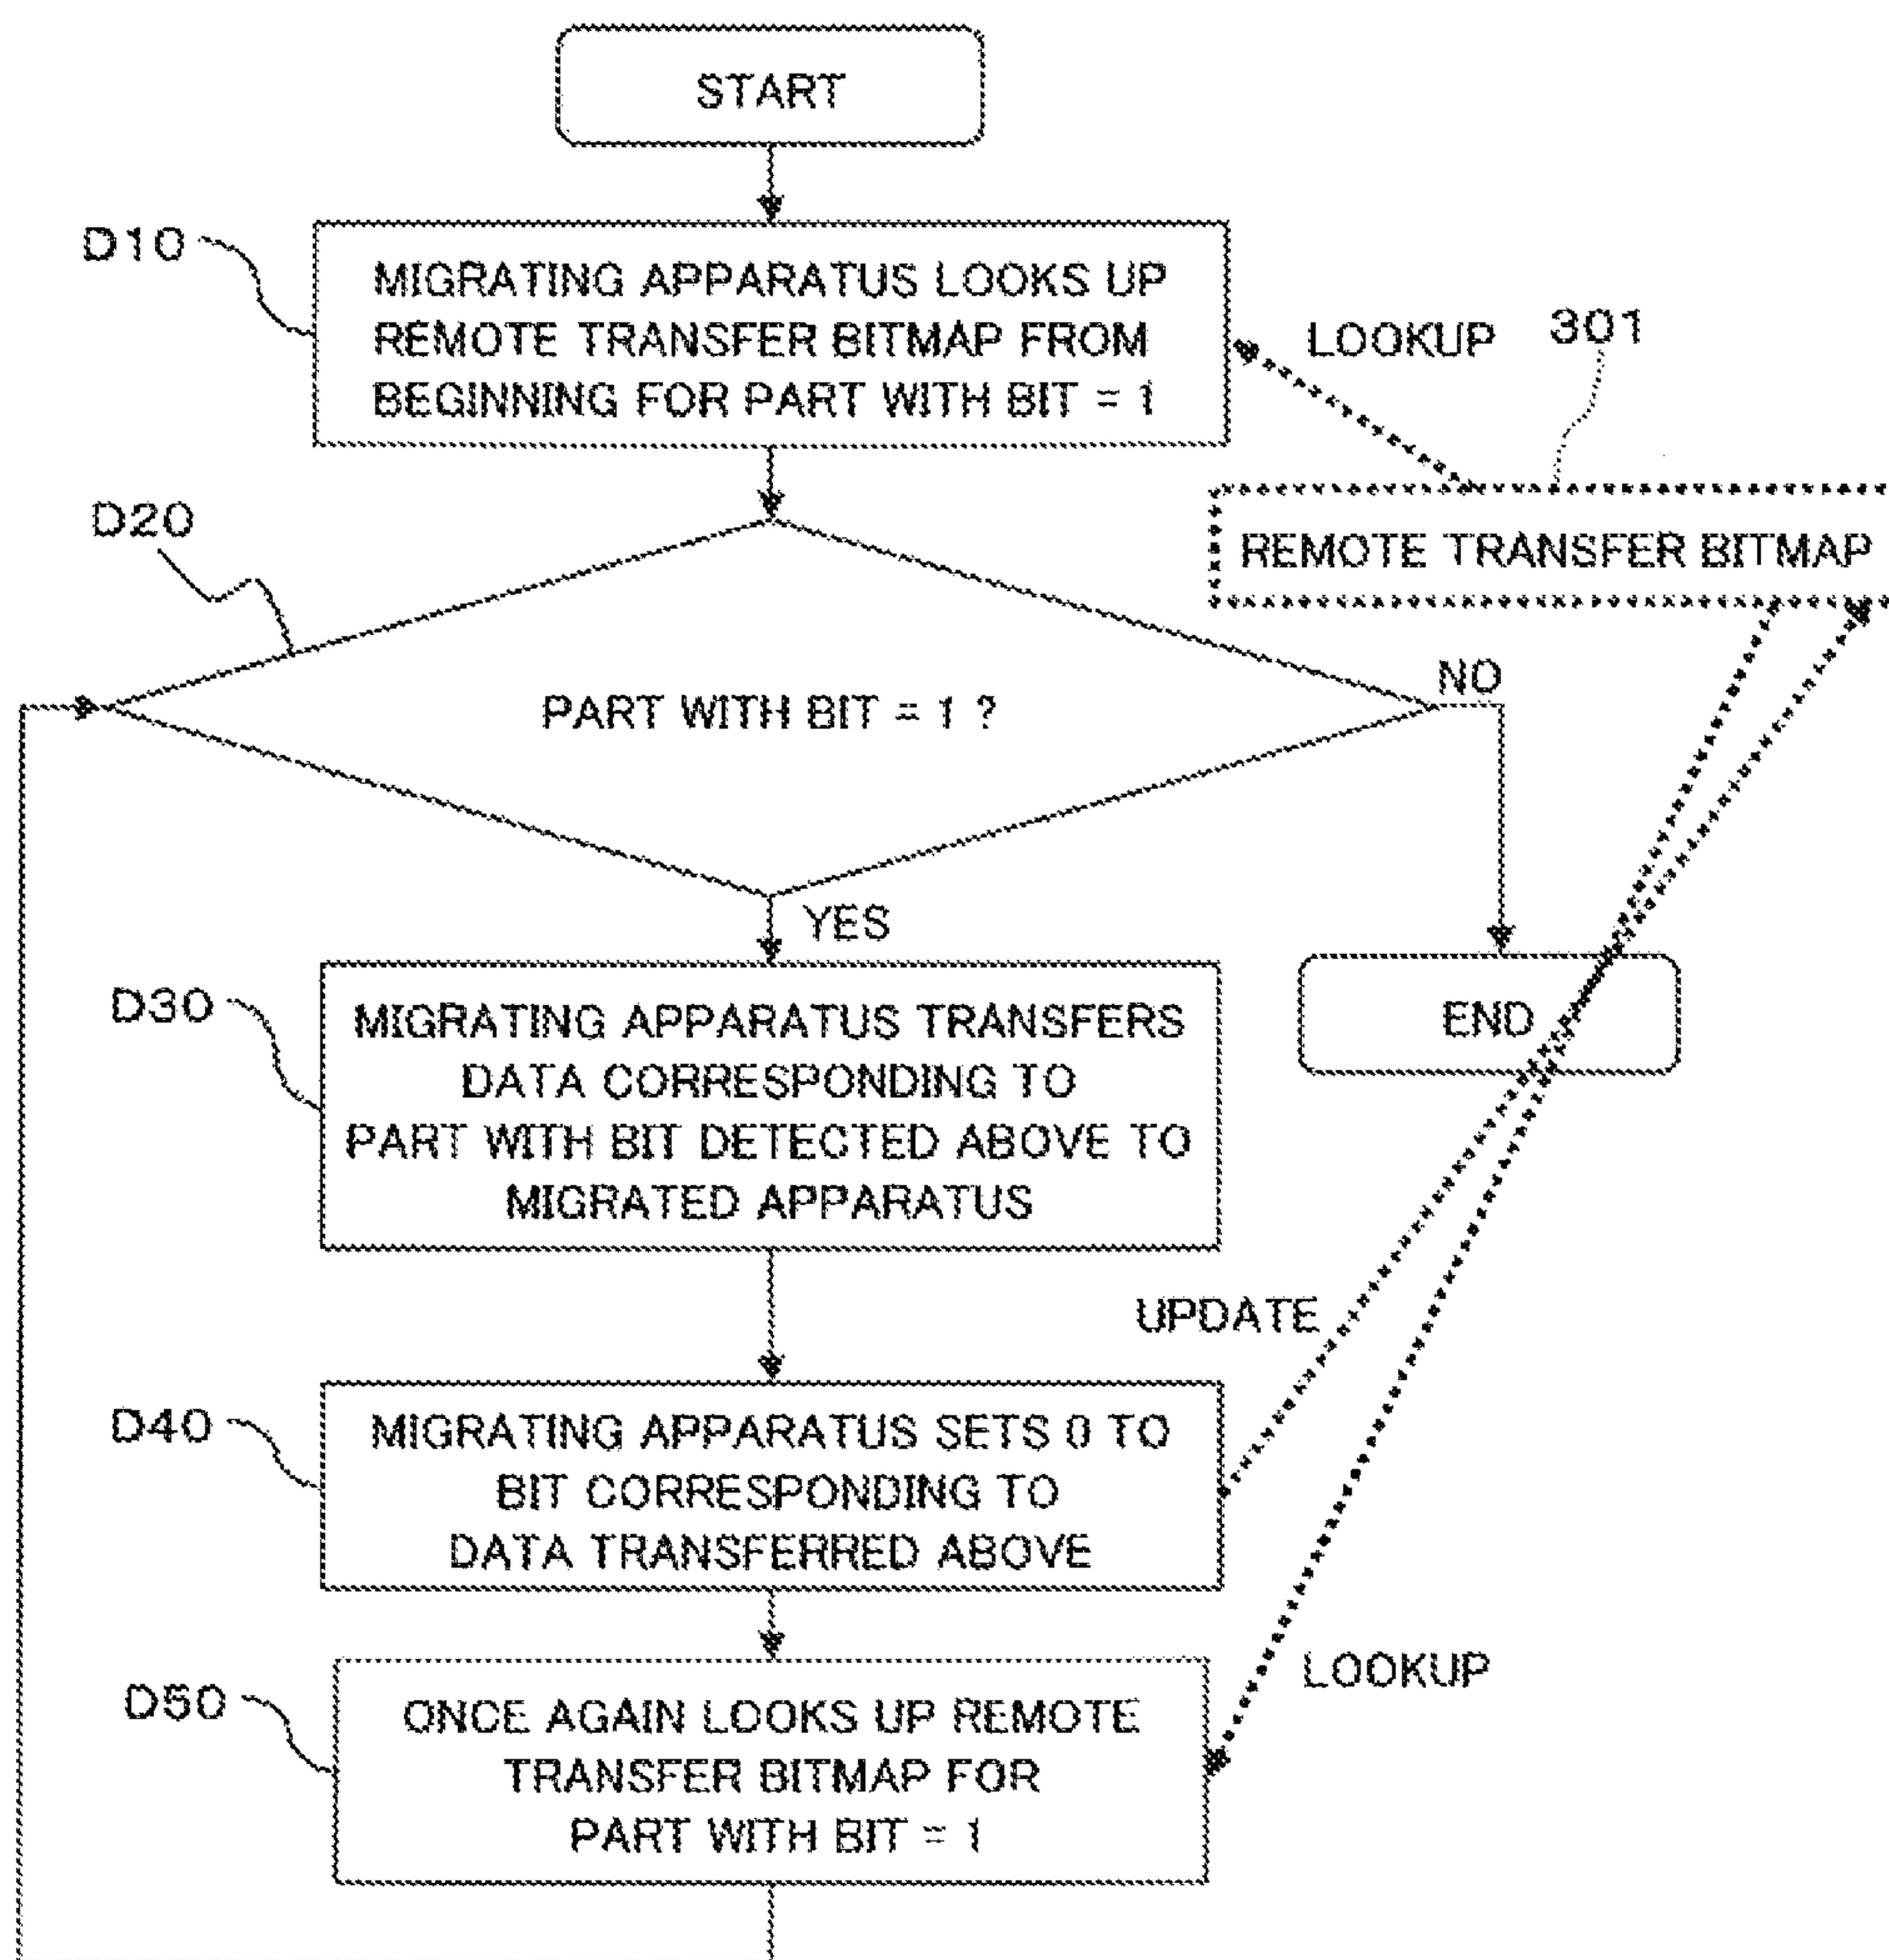 START
D10
MIGRATING APPARATUS LOOKS UP
REMOTE TRANSFER BITMAP FROM
BEGINNING FOR PART WITH BIT = 1
LOOKUP
301
REMOTE TRANSFER BITMAP
D20
PART WITH BIT = 1 ?
NO
YES
END
D30
MIGRATING APPARATUS TRANSFERS
DATA CORRESPONDING TO
PART WITH BIT DETECTED ABOVE TO
MIGRATED APPARATUS
UPDATE
D40
MIGRATING APPARATUS SETS 0 TO
BIT CORRESPONDING TO
DATA TRANSFERRED ABOVE
LOOKUP
D50
ONCE AGAIN LOOKS UP REMOTE
TRANSFER BITMAP FOR
PART WITH BIT = 1